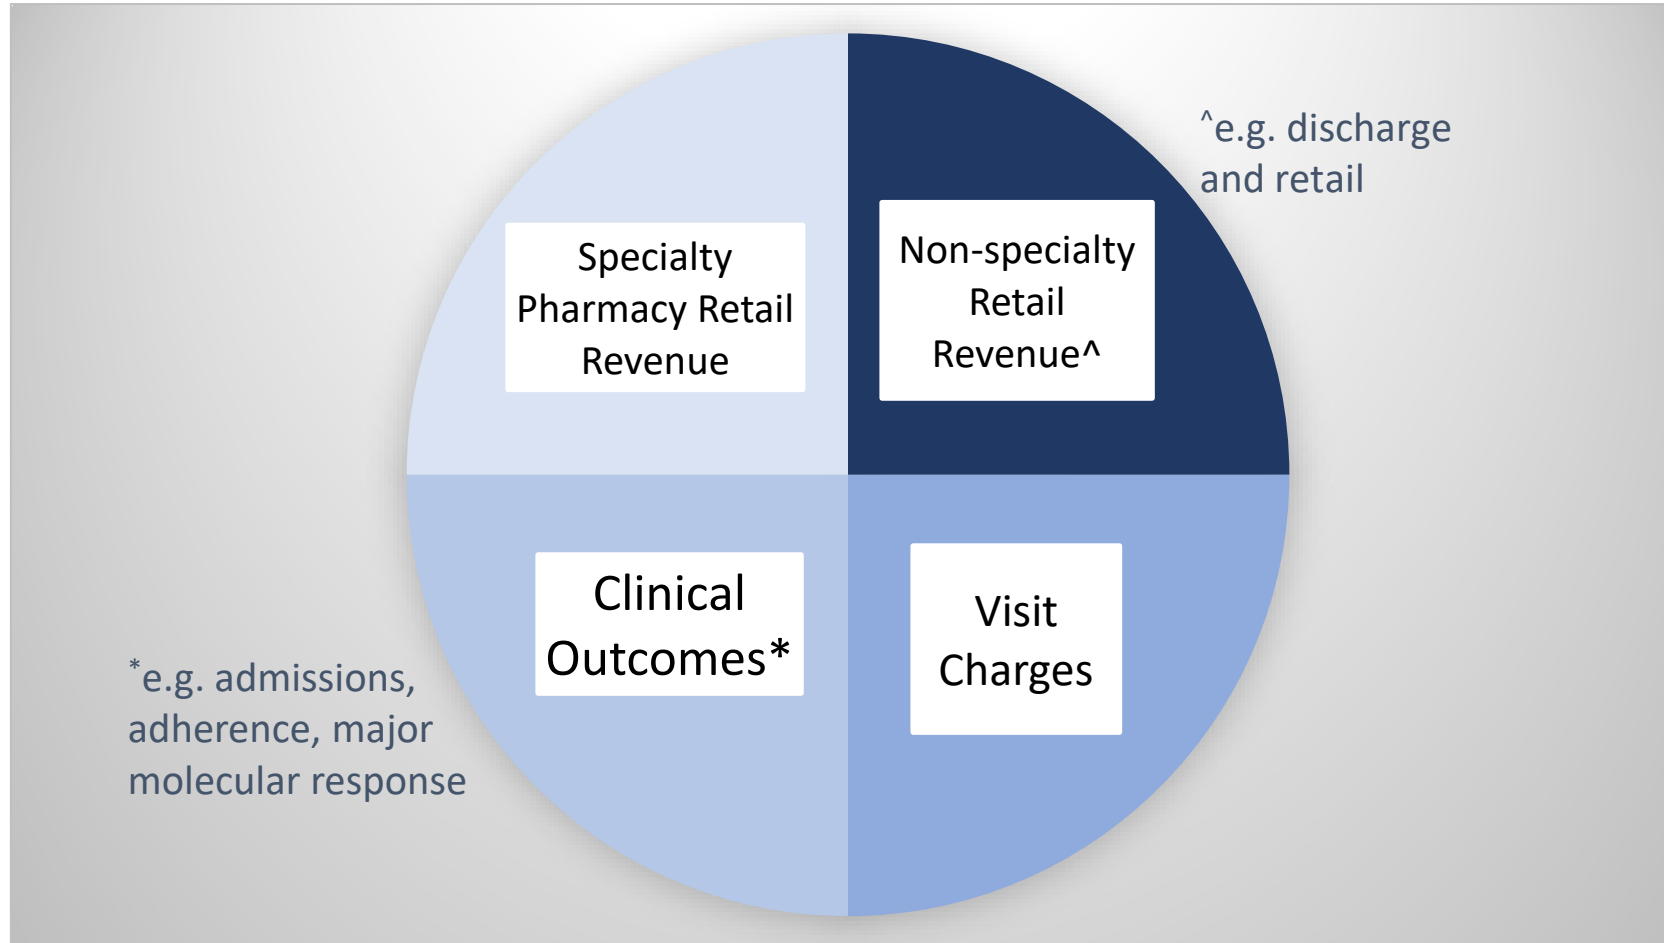 Specialty
Pharmacy Retail
Revenue
Non-specialty
Retail
Revenue^
^e.g. discharge
and retail
Clinical
Outcomes*
*e.g. admissions,
adherence, major
molecular response
Visit
Charges